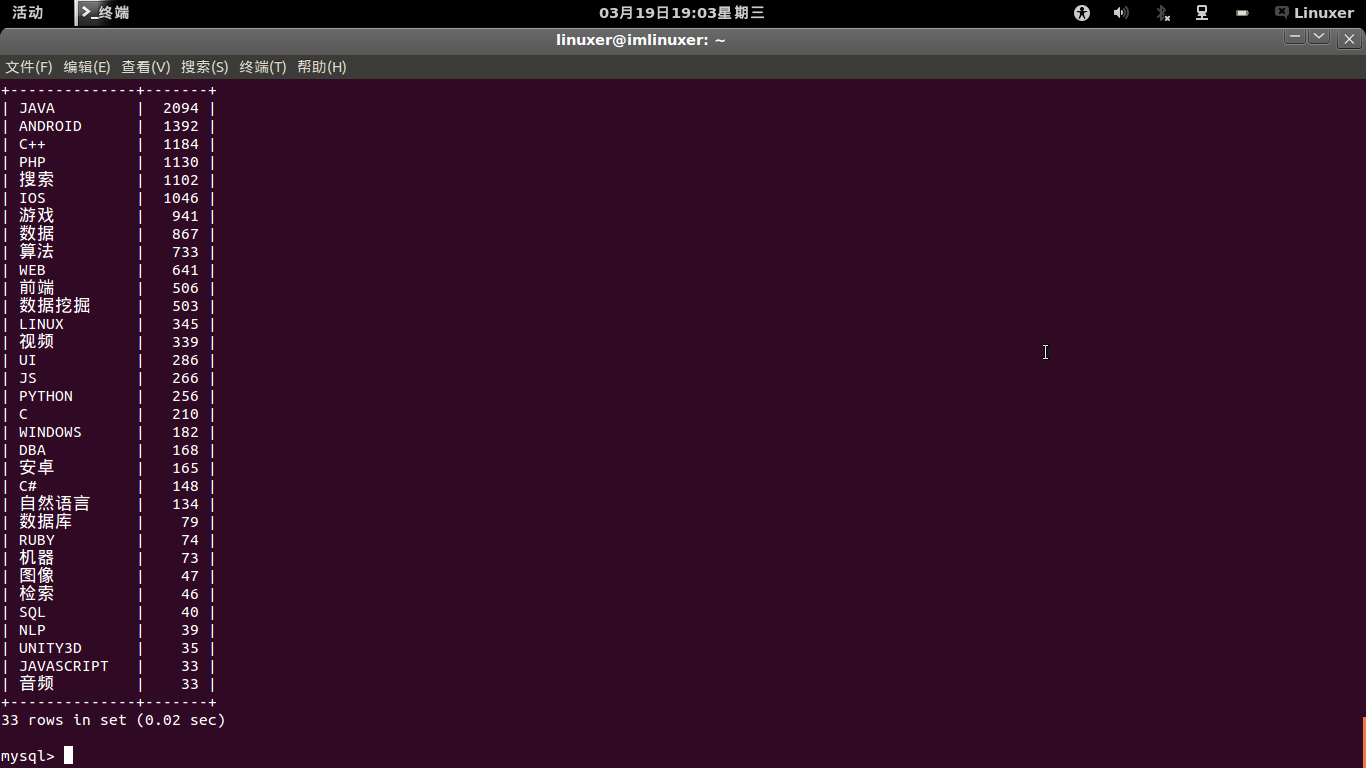 活动 >_终端 03月19日19:03星期三 Linuxer
linuxer@imlinuxer: ~
文件(F) 编辑(E) 查看(V) 搜索(S) 终端(T) 帮助(H)
+--------------+-------+
| JAVA         |  2094 |
| ANDROID      |  1392 |
| C++          |  1184 |
| PHP          |  1130 |
| 搜索         |  1102 |
| IOS          |  1046 |
| 游戏         |   941 |
| 数据         |   867 |
| 算法         |   733 |
| WEB          |   641 |
| 前端         |   506 |
| 数据挖掘     |   503 |
| LINUX        |   345 |
| 视频         |   339 |
| UI           |   286 |
| JS           |   266 |
| PYTHON       |   256 |
| C            |   210 |
| WINDOWS      |   182 |
| DBA          |   168 |
| 安卓         |   165 |
| C#           |   148 |
| 自然语言     |   134 |
| 数据库       |    79 |
| RUBY         |    74 |
| 机器         |    73 |
| 图像         |    47 |
| 检索         |    46 |
| SQL          |    40 |
| NLP          |    39 |
| UNITY3D      |    35 |
| JAVASCRIPT   |    33 |
| 音频         |    33 |
+--------------+-------+
33 rows in set (0.02 sec)
mysql>